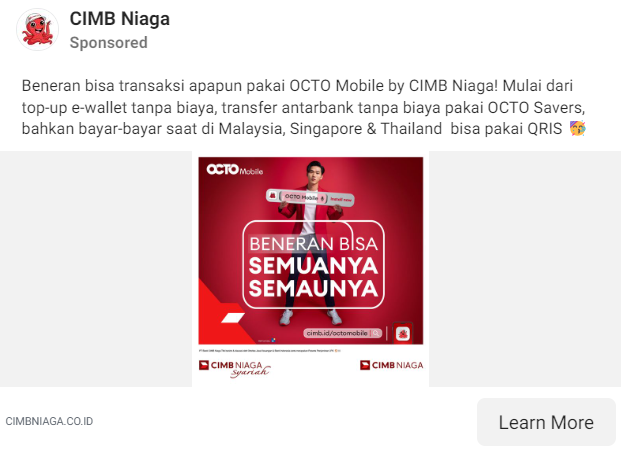 CIMB Niaga
Sponsored
Beneran bisa transaksi apapun pakai OCTO Mobile by CIMB Niaga! Mulai dari
top-up e-wallet tanpa biaya, transfer antarbank tanpa biaya pakai OCTO Savers,
bahkan bayar-bayar saat di Malaysia, Singapore & Thailand bisa pakai QRIS 🥳
OCTO Mobile
OCTO Mobile
Install now
BENERAN BISA
SEMUANYA
SEMAUNYA
cimb.id/octomobile
CIMB NIAGA
syariah
CIMB NIAGA
CIMBNIAGA.CO.ID
Learn More